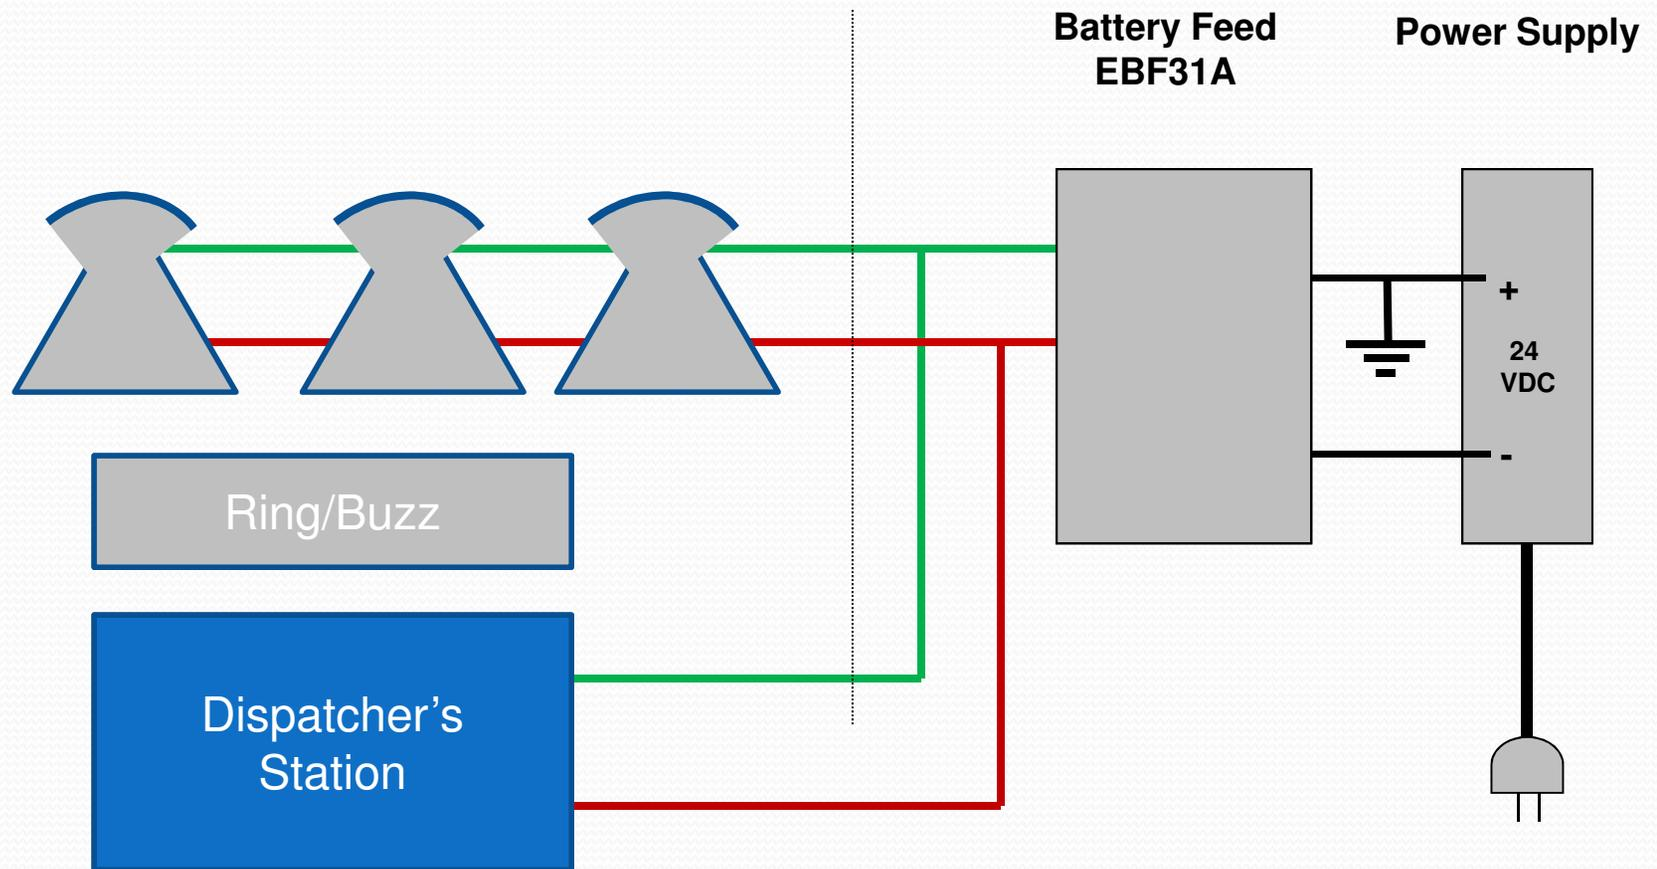 Battery Feed
EBF31A
Power Supply
+
24
VDC
-
Ring/Buzz
Dispatcher’s
Station